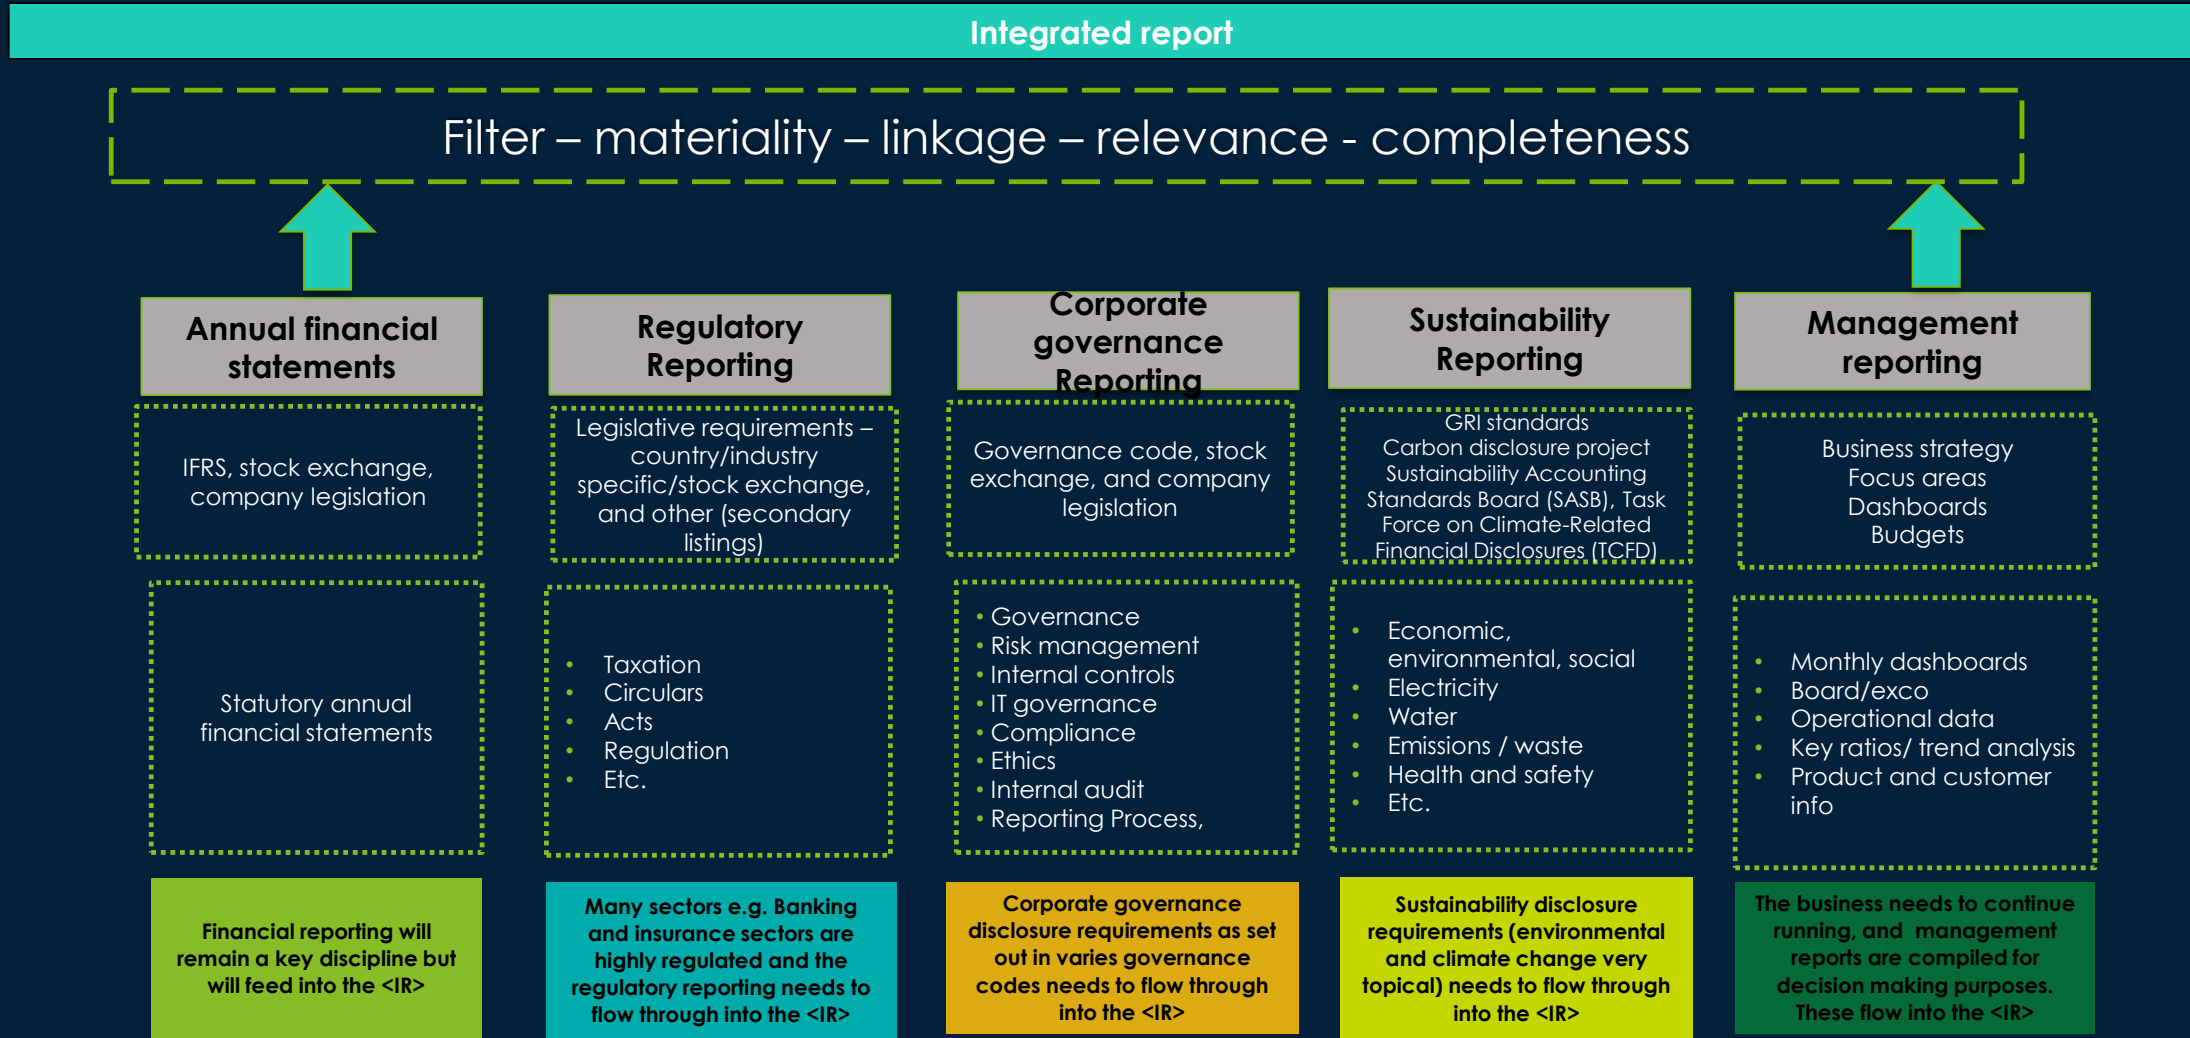 Integrated report
Filter – materiality – linkage – relevance - completeness
Annual financial
statements
Regulatory
Reporting
Corporate
governance
Reporting
Sustainability
Reporting
Management
reporting
IFRS, stock exchange,
company legislation
Legislative requirements –
country/industry
specific/stock exchange,
and other (secondary
listings)
Governance code, stock
exchange, and company
legislation
GRI standards
Carbon disclosure project
Sustainability Accounting
Standards Board (SASB), Task
Force on Climate-Related
Financial Disclosures (TCFD)
Business strategy
Focus areas
Dashboards
Budgets
Statutory annual
financial statements
• Taxation
• Circulars
• Acts
• Regulation
• Etc.
• Governance
• Risk management
• Internal controls
• IT governance
• Compliance
• Ethics
• Internal audit
• Reporting Process,
• Economic,
environmental, social
• Electricity
• Water
• Emissions / waste
• Health and safety
• Etc.
• Monthly dashboards
• Board/exco
• Operational data
• Key ratios/ trend analysis
• Product and customer
info
Financial reporting will
remain a key discipline but
will feed into the <IR>
Many sectors e.g. Banking
and insurance sectors are
highly regulated and the
regulatory reporting needs to
flow through into the <IR>
Corporate governance
disclosure requirements as set
out in varies governance
codes needs to flow through
into the <IR>
Sustainability disclosure
requirements (environmental
and climate change very
topical) needs to flow through
into the <IR>
The business needs to continue
running, and management
reports are compiled for
decision making purposes.
These flow into the <IR>